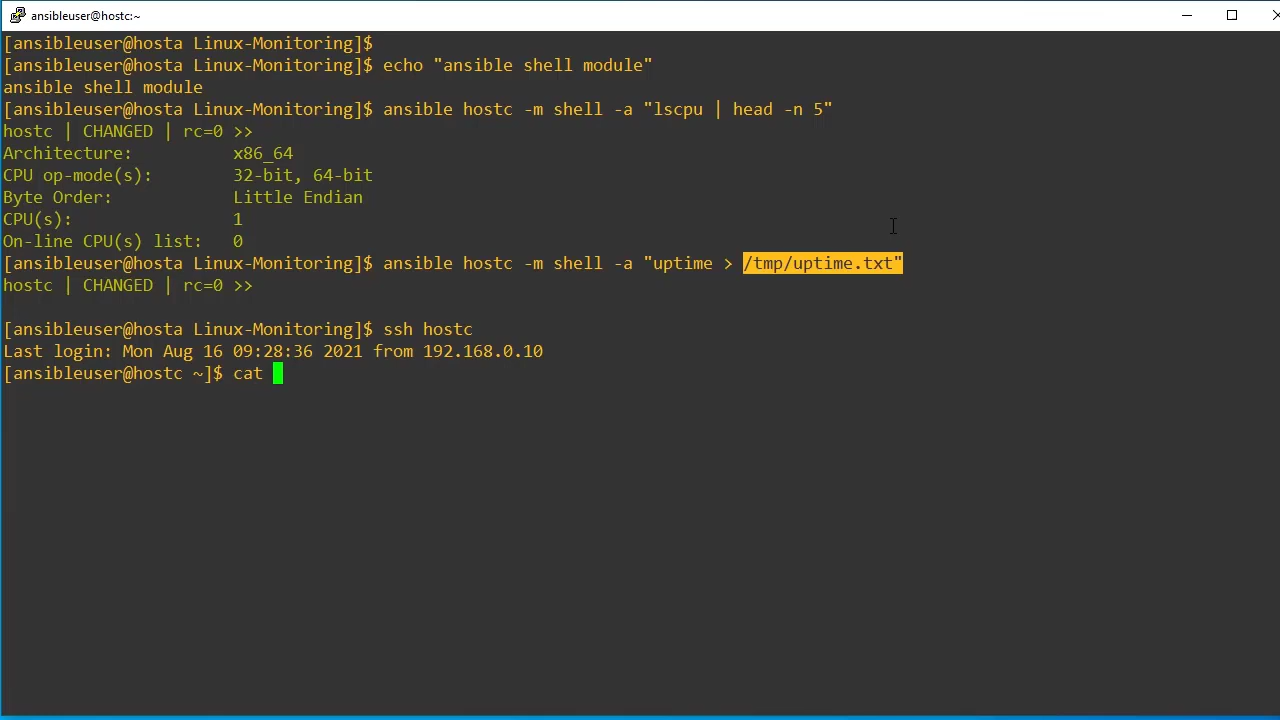 ansibleuser@hostc:~
[ansibleuser@hosta Linux-Monitoring]$
[ansibleuser@hosta Linux-Monitoring]$ echo "ansible shell module"
ansible shell module
[ansibleuser@hosta Linux-Monitoring]$ ansible hostc -m shell -a "lscpu | head -n 5"
hostc | CHANGED | rc=0 >>
Architecture:          x86_64
CPU op-mode(s):        32-bit, 64-bit
Byte Order:            Little Endian
CPU(s):                1
On-line CPU(s) list:   0
[ansibleuser@hosta Linux-Monitoring]$ ansible hostc -m shell -a "uptime > /tmp/uptime.txt"
hostc | CHANGED | rc=0 >>
[ansibleuser@hosta Linux-Monitoring]$ ssh hostc
Last login: Mon Aug 16 09:28:36 2021 from 192.168.0.10
[ansibleuser@hostc ~]$ cat